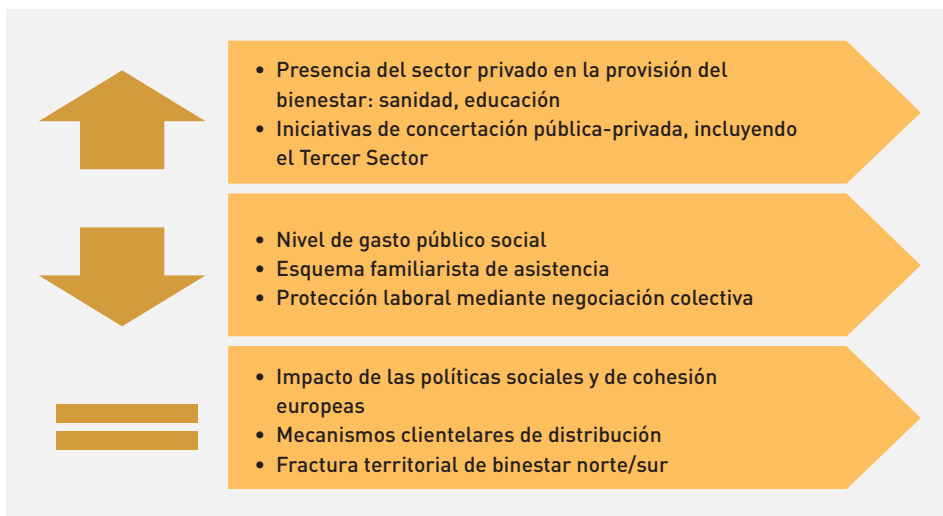 • Presencia del sector privado en la provisión del
bienestar: sanidad, educación
• Iniciativas de concertación pública-privada, incluyendo
el Tercer Sector
• Nivel de gasto público social
• Esquema familiarista de asistencia
• Protección laboral mediante negociación colectiva
• Impacto de las políticas sociales y de cohesión
europeas
• Mecanismos clientelares de distribución
• Fractura territorial de binestar norte/sur